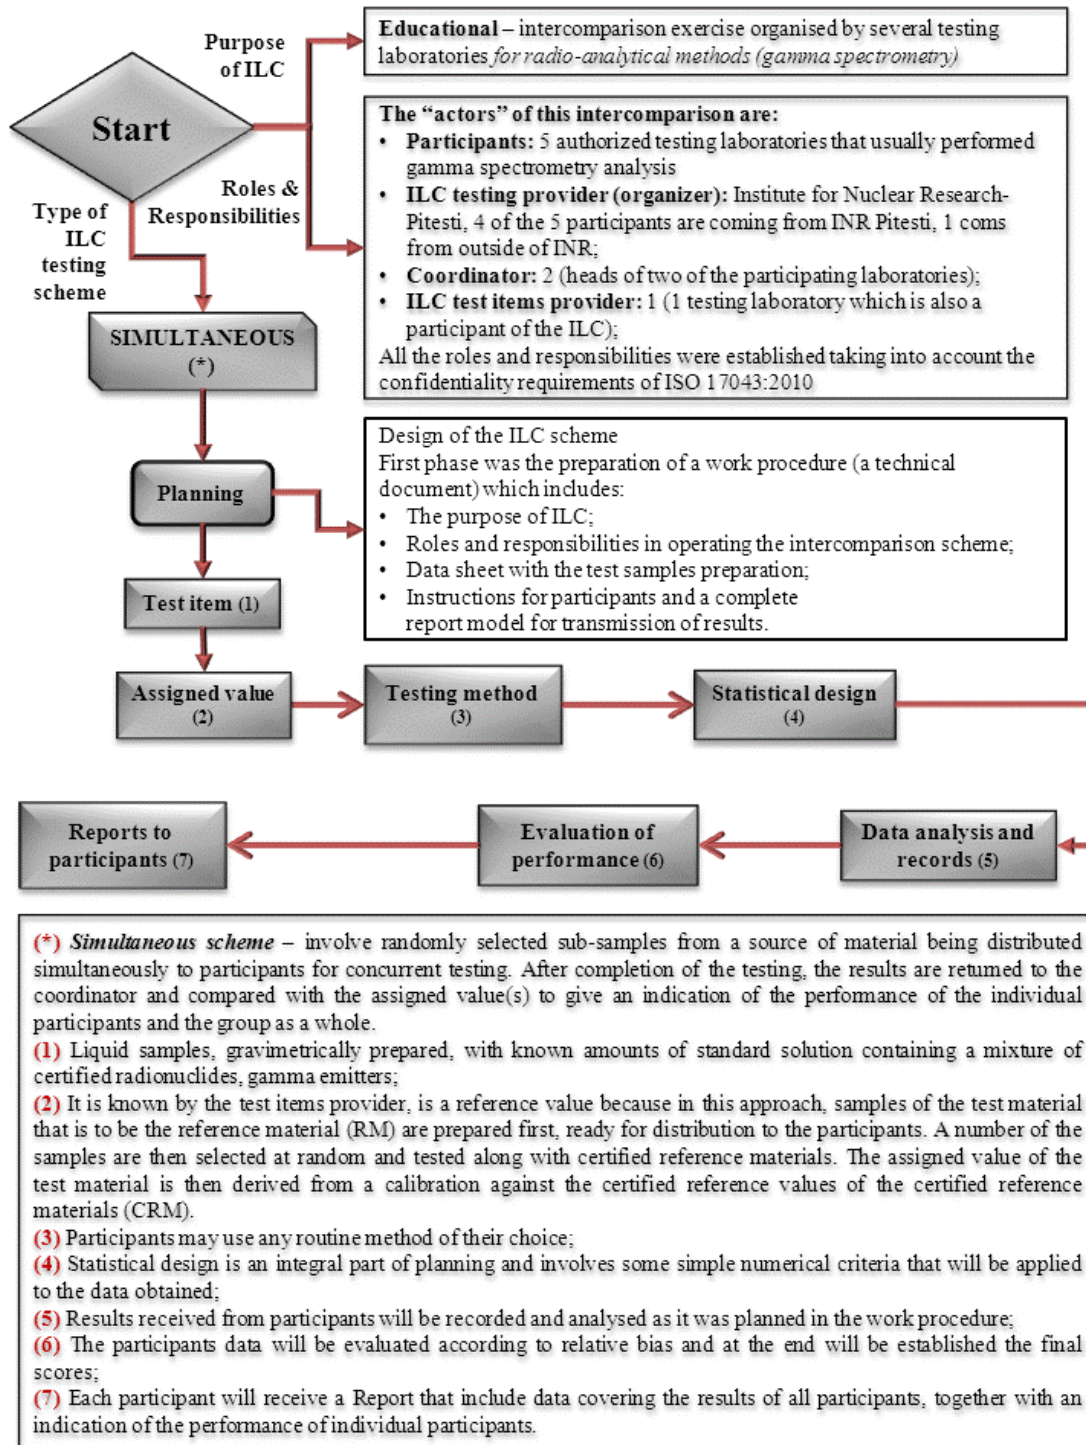 Purpose
of ILC
Educational – intercomparison exercise organised by several testing
laboratories for radio-analytical methods (gamma spectrometry)
Start
The “actors” of this intercomparison are:
• Participants: 5 authorized testing laboratories that usually performed
gamma spectrometry analysis
• ILC testing provider (organizer): Institute for Nuclear Research-
Pitesti, 4 of the 5 participants are coming from INR Pitesti, 1 coms
from outside of INR;
• Coordinator: 2 (heads of two of the participating laboratories);
• ILC test items provider: 1 (1 testing laboratory which is also a
participant of the ILC);
All the roles and responsibilities were established taking into account the
confidentiality requirements of ISO 17043:2010
Roles &
Responsibilities
Type of
ILC
testing
scheme
SIMULTANEOUS
(*)
Planning
Design of the ILC scheme
First phase was the preparation of a work procedure (a technical
document) which includes:
• The purpose of ILC;
• Roles and responsibilities in operating the intercomparison scheme;
• Data sheet with the test samples preparation;
• Instructions for participants and a complete
report model for transmission of results.
Test item (1)
Assigned value
(2)
Testing method
(3)
Statistical design
(4)
Reports to
participants (7)
Evaluation of
performance (6)
Data analysis and
records (5)
(*) Simultaneous scheme – involve randomly selected sub-samples from a source of material being distributed
simultaneously to participants for concurrent testing. After completion of the testing, the results are returned to the
coordinator and compared with the assigned value(s) to give an indication of the performance of the individual
participants and the group as a whole.
(1) Liquid samples, gravimetrically prepared, with known amounts of standard solution containing a mixture of
certified radionuclides, gamma emitters;
(2) It is known by the test items provider, is a reference value because in this approach, samples of the test material
that is to be the reference material (RM) are prepared first, ready for distribution to the participants. A number of the
samples are then selected at random and tested along with certified reference materials. The assigned value of the
test material is then derived from a calibration against the certified reference values of the certified reference
materials (CRM).
(3) Participants may use any routine method of their choice;
(4) Statistical design is an integral part of planning and involves some simple numerical criteria that will be applied
to the data obtained;
(5) Results received from participants will be recorded and analysed as it was planned in the work procedure;
(6) The participants data will be evaluated according to relative bias and at the end will be established the final
scores;
(7) Each participant will receive a Report that include data covering the results of all participants, together with an
indication of the performance of individual participants.